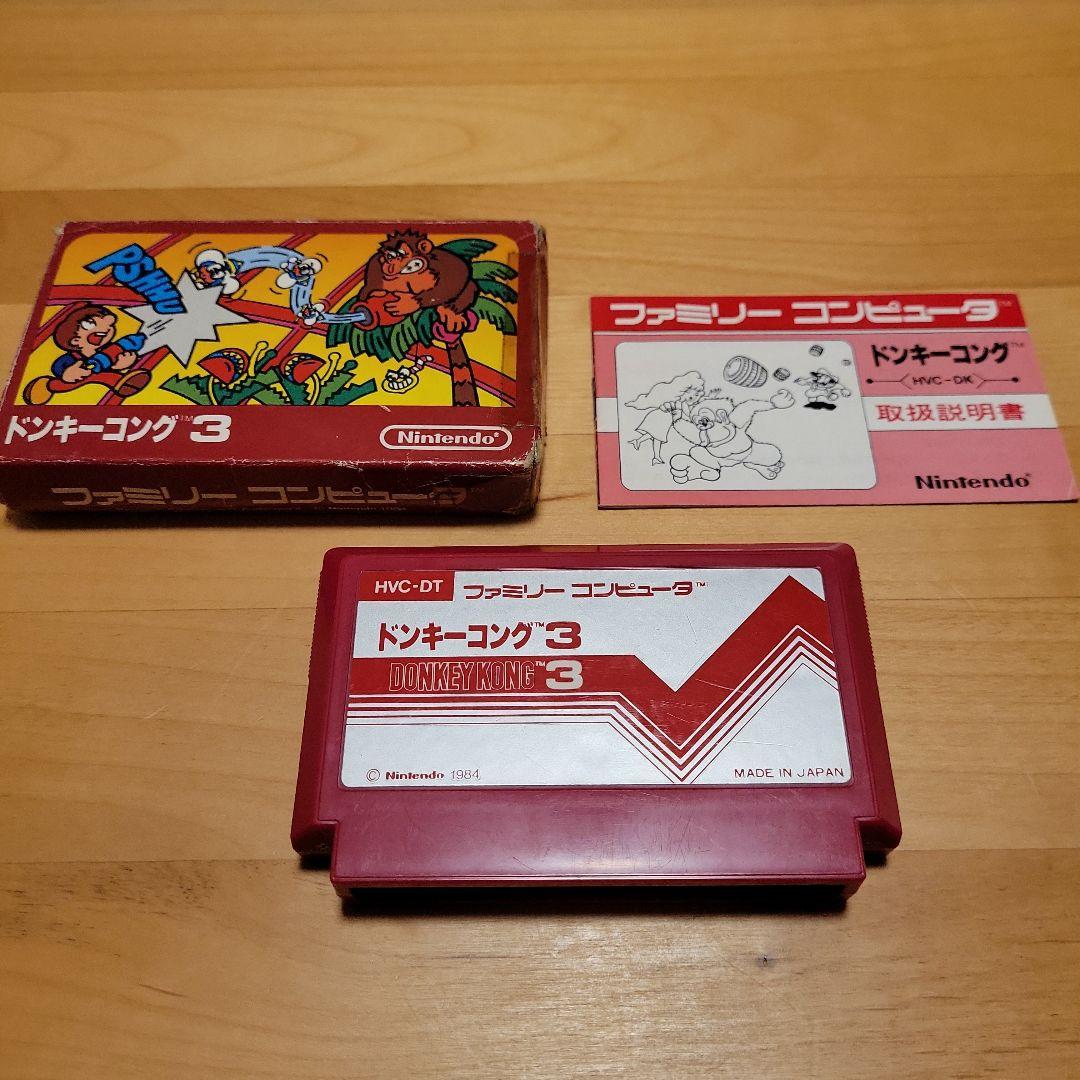 PSHHU
ドンキーコング™3
Nintendo®
ファミリー コンピュータ™
ファミリー コンピュータ™
ドンキーコング™
〈HVC-DK〉
取扱説明書
Nintendo®
HVC-DT ファミリー コンピュータ™
ドンキーコング™3
DONKEY KONG™3
© Nintendo 1984
MADE IN JAPAN